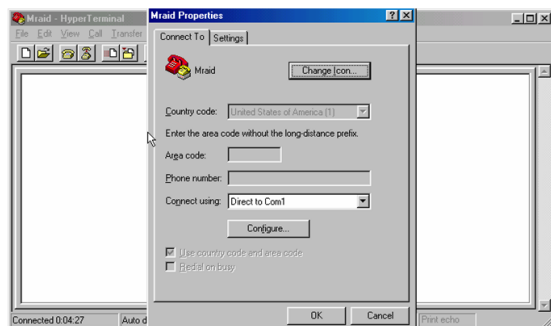 Mraid - HyperTerminal
File Edit View Call Transfer
Mraid Properties
Connect To Settings
Mraid
Change Icon...
Country code: United States of America (1)
Enter the area code without the long-distance prefix.
Area code:
Phone number:
Connect using: Direct to Com1
Configure...
Use country code and area code
Redial on busy
OK Cancel
Connected 0:04:27 Auto d Print echo